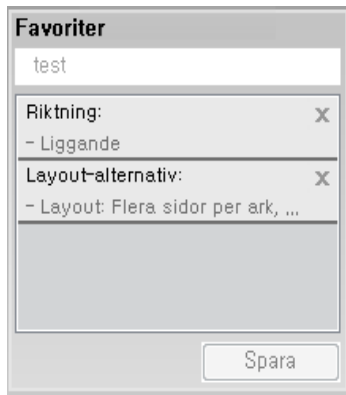 Favoriter
test
Riktning:
X
- Liggande
Layout-alternativ:
X
- Layout: Flera sidor per ark, ...
Spara